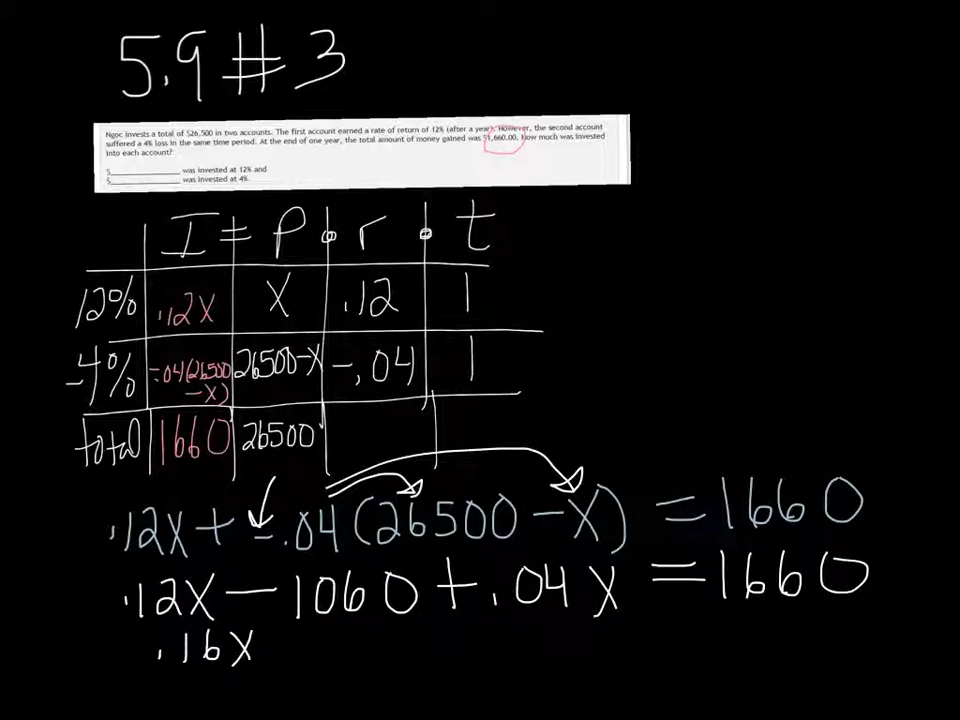 5.9 # 3
Ngoc invests a total of $26,500 in two accounts. The first account earned a rate of return of 12% (after a year). However, the second account
suffered a 4% loss in the same time period. At the end of one year, the total amount of money gained was $1,660.00. How much was invested
into each account?
$______________ was invested at 12% and
$______________ was invested at 4%.
I = P · r · t
12% .12x x .12 1
-4% -.04(26500 -x) 26500-x -.04 1
total 1660 26500
.12x + -.04(26500 - x) = 1660
.12x - 1060 + .04x = 1660
.16x